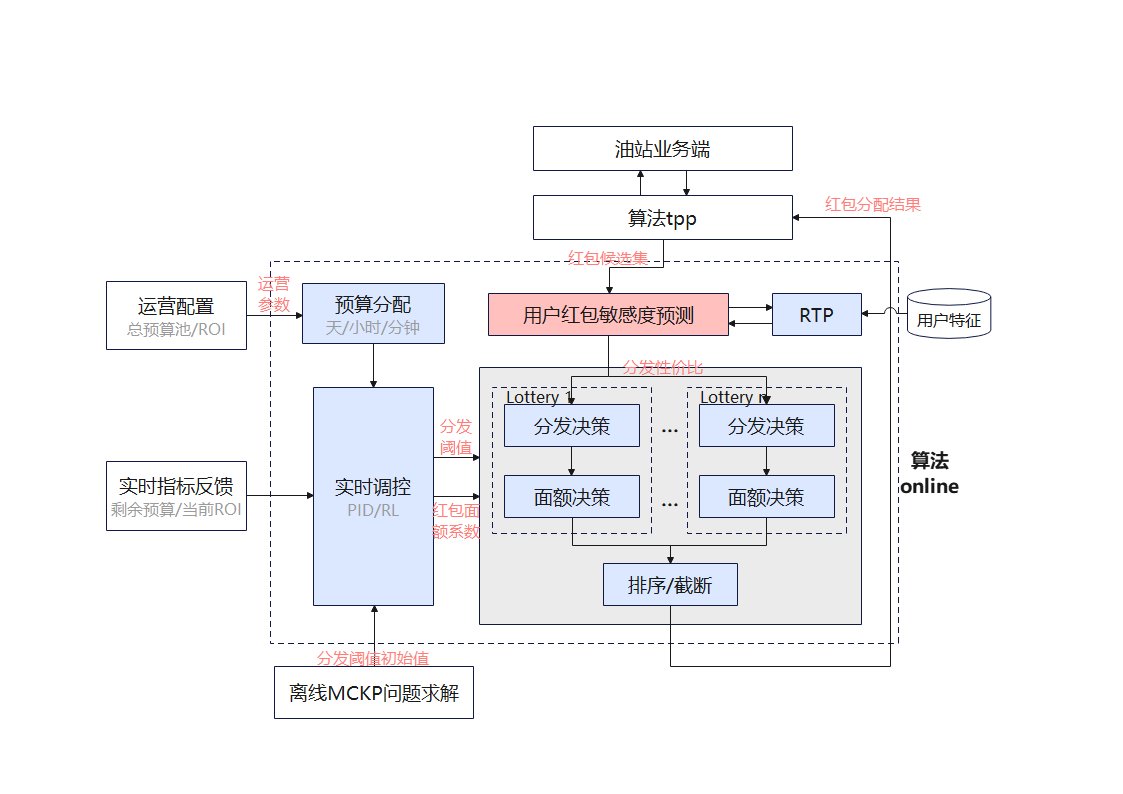 油站业务端
算法tpp
红包分配结果
红包候选集
运营
参数
运营配置
总预算池/ROI
预算分配
天/小时/分钟
用户红包敏感度预测
RTP
用户特征
分发性价比
Lottery 1
Lottery n
分发决策
...
分发决策
分发
阈值
实时指标反馈
剩余预算/当前ROI
实时调控
PID/RL
面额决策
...
面额决策
红包面
额系数
算法
online
排序/截断
分发阈值初始值
离线MCKP问题求解